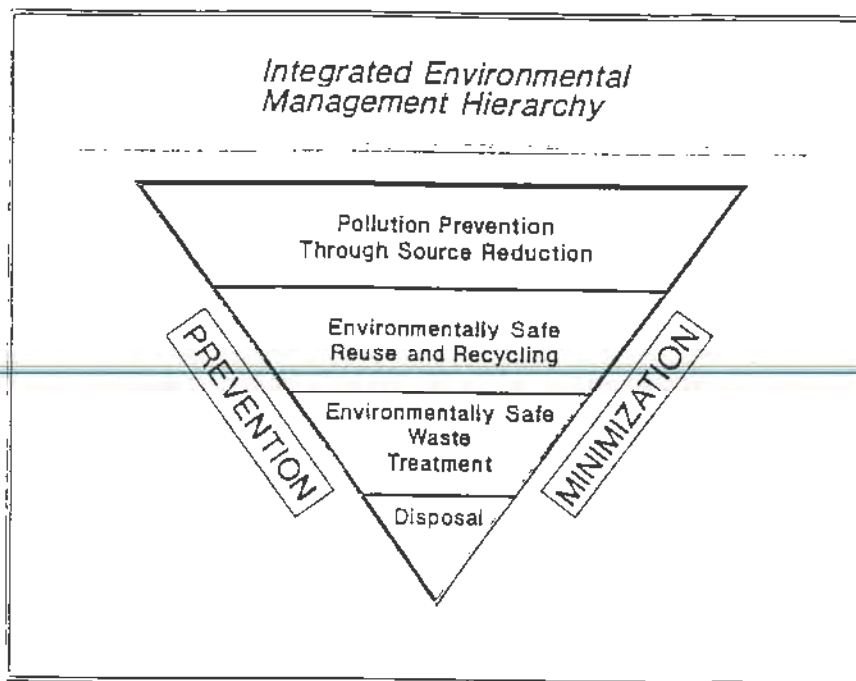 Integrated Environmental
Management Hierarchy
Pollution Prevention
Through Source Reduction
Environmentally Safe
Reuse and Recycling
PREVENTION
MINIMIZATION
Environmentally Safe
Waste
Treatment
Disposal